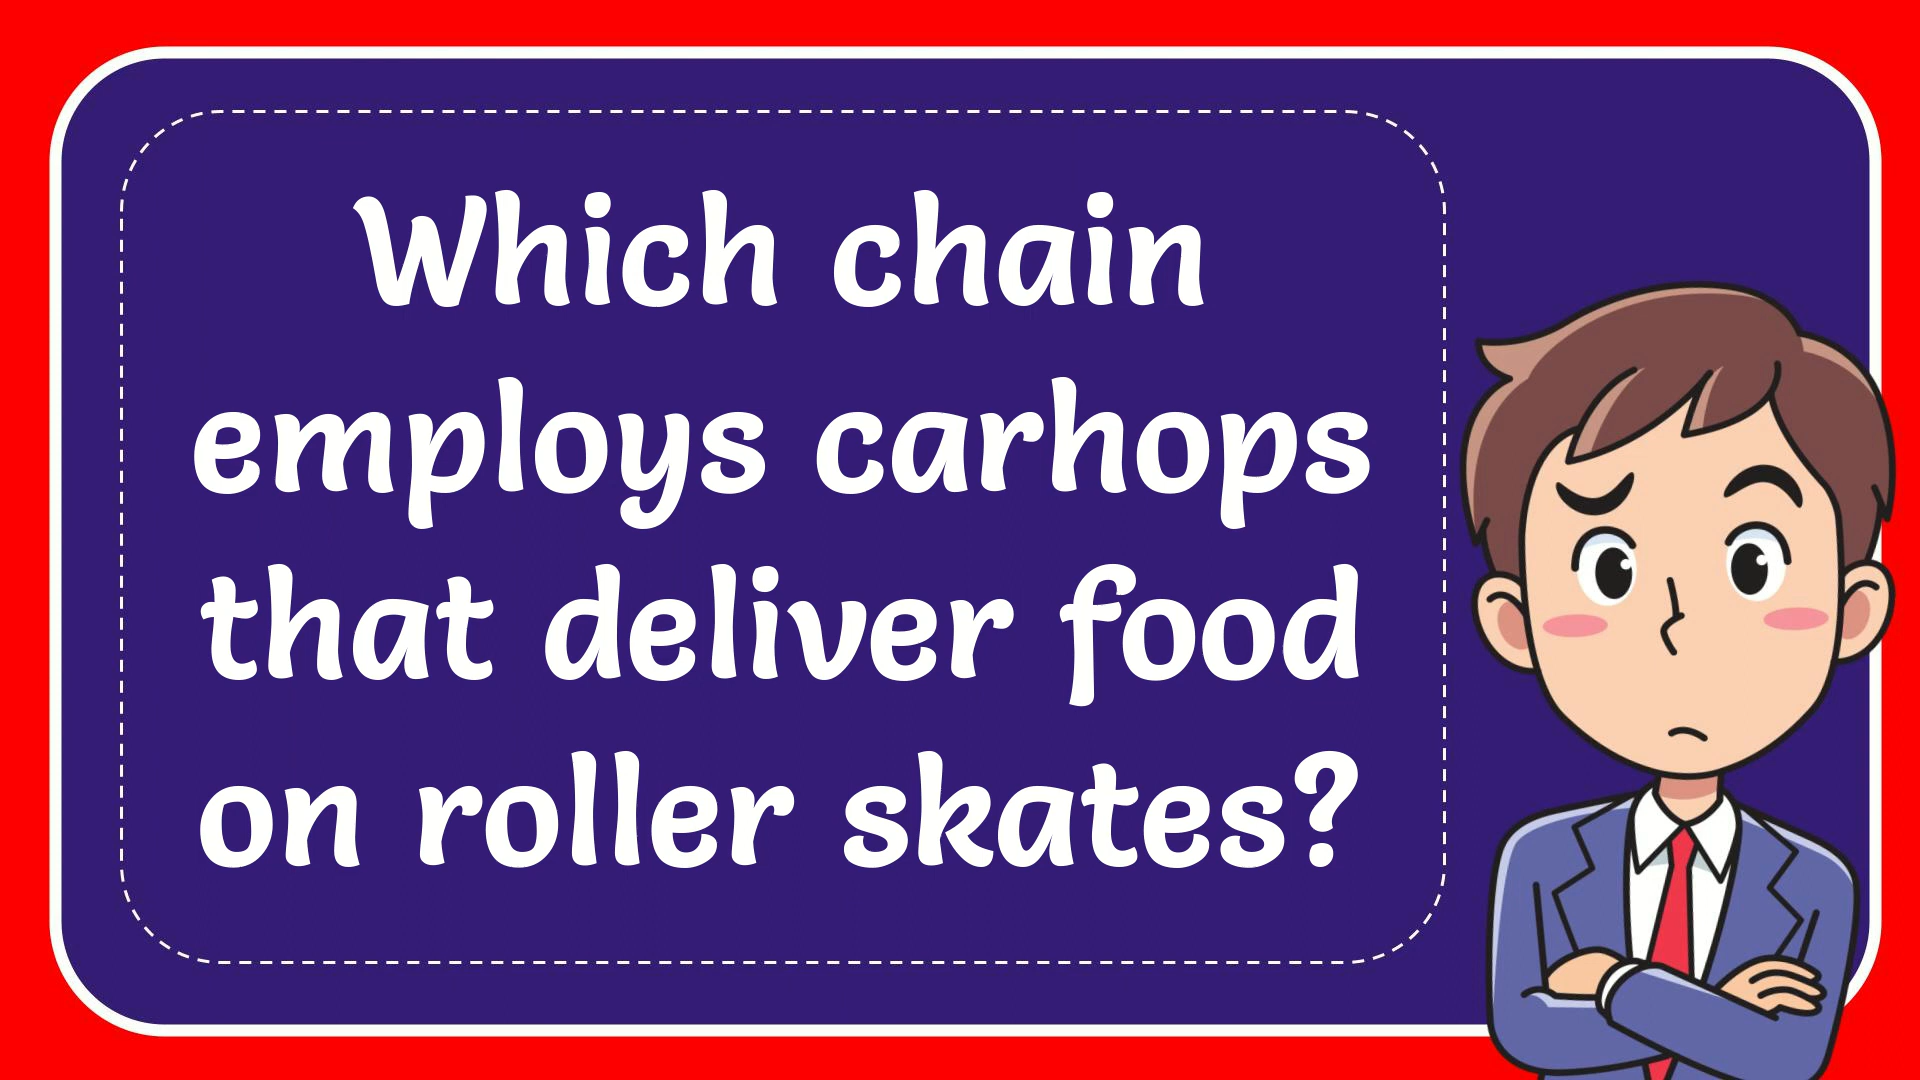 Which chain
employs carhops
that deliver food
on roller skates?